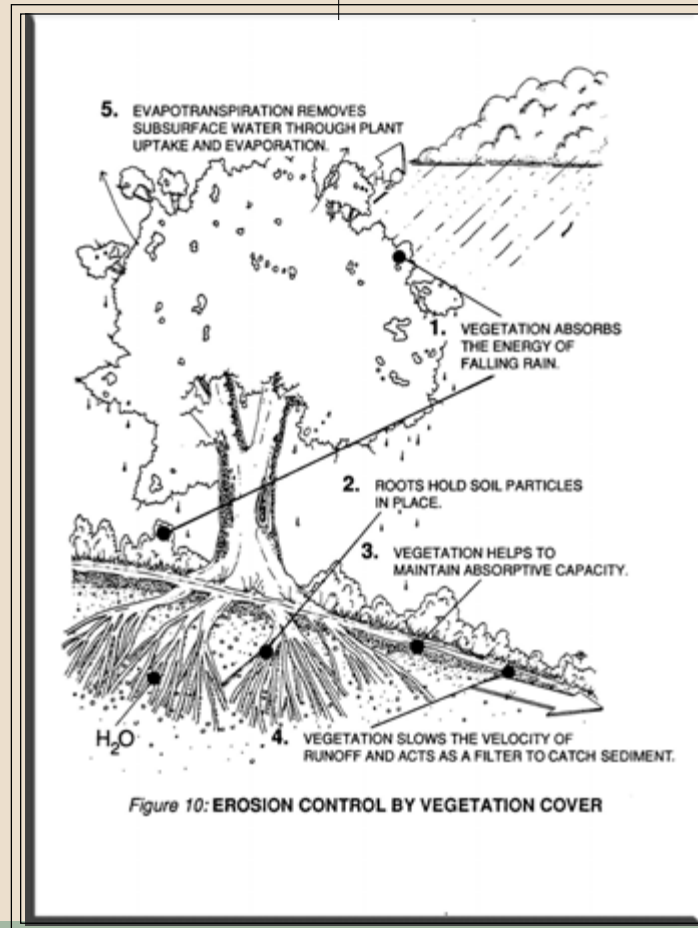 5. EVAPOTRANSPIRATION REMOVES
SUBSURFACE WATER THROUGH PLANT
UPTAKE AND EVAPORATION.
1. VEGETATION ABSORBS
THE ENERGY OF
FALLING RAIN.
2. ROOTS HOLD SOIL PARTICLES
IN PLACE.
3. VEGETATION HELPS TO
MAINTAIN ABSORPTIVE CAPACITY.
H₂O
4. VEGETATION SLOWS THE VELOCITY OF
RUNOFF AND ACTS AS A FILTER TO CATCH SEDIMENT.
Figure 10: EROSION CONTROL BY VEGETATION COVER